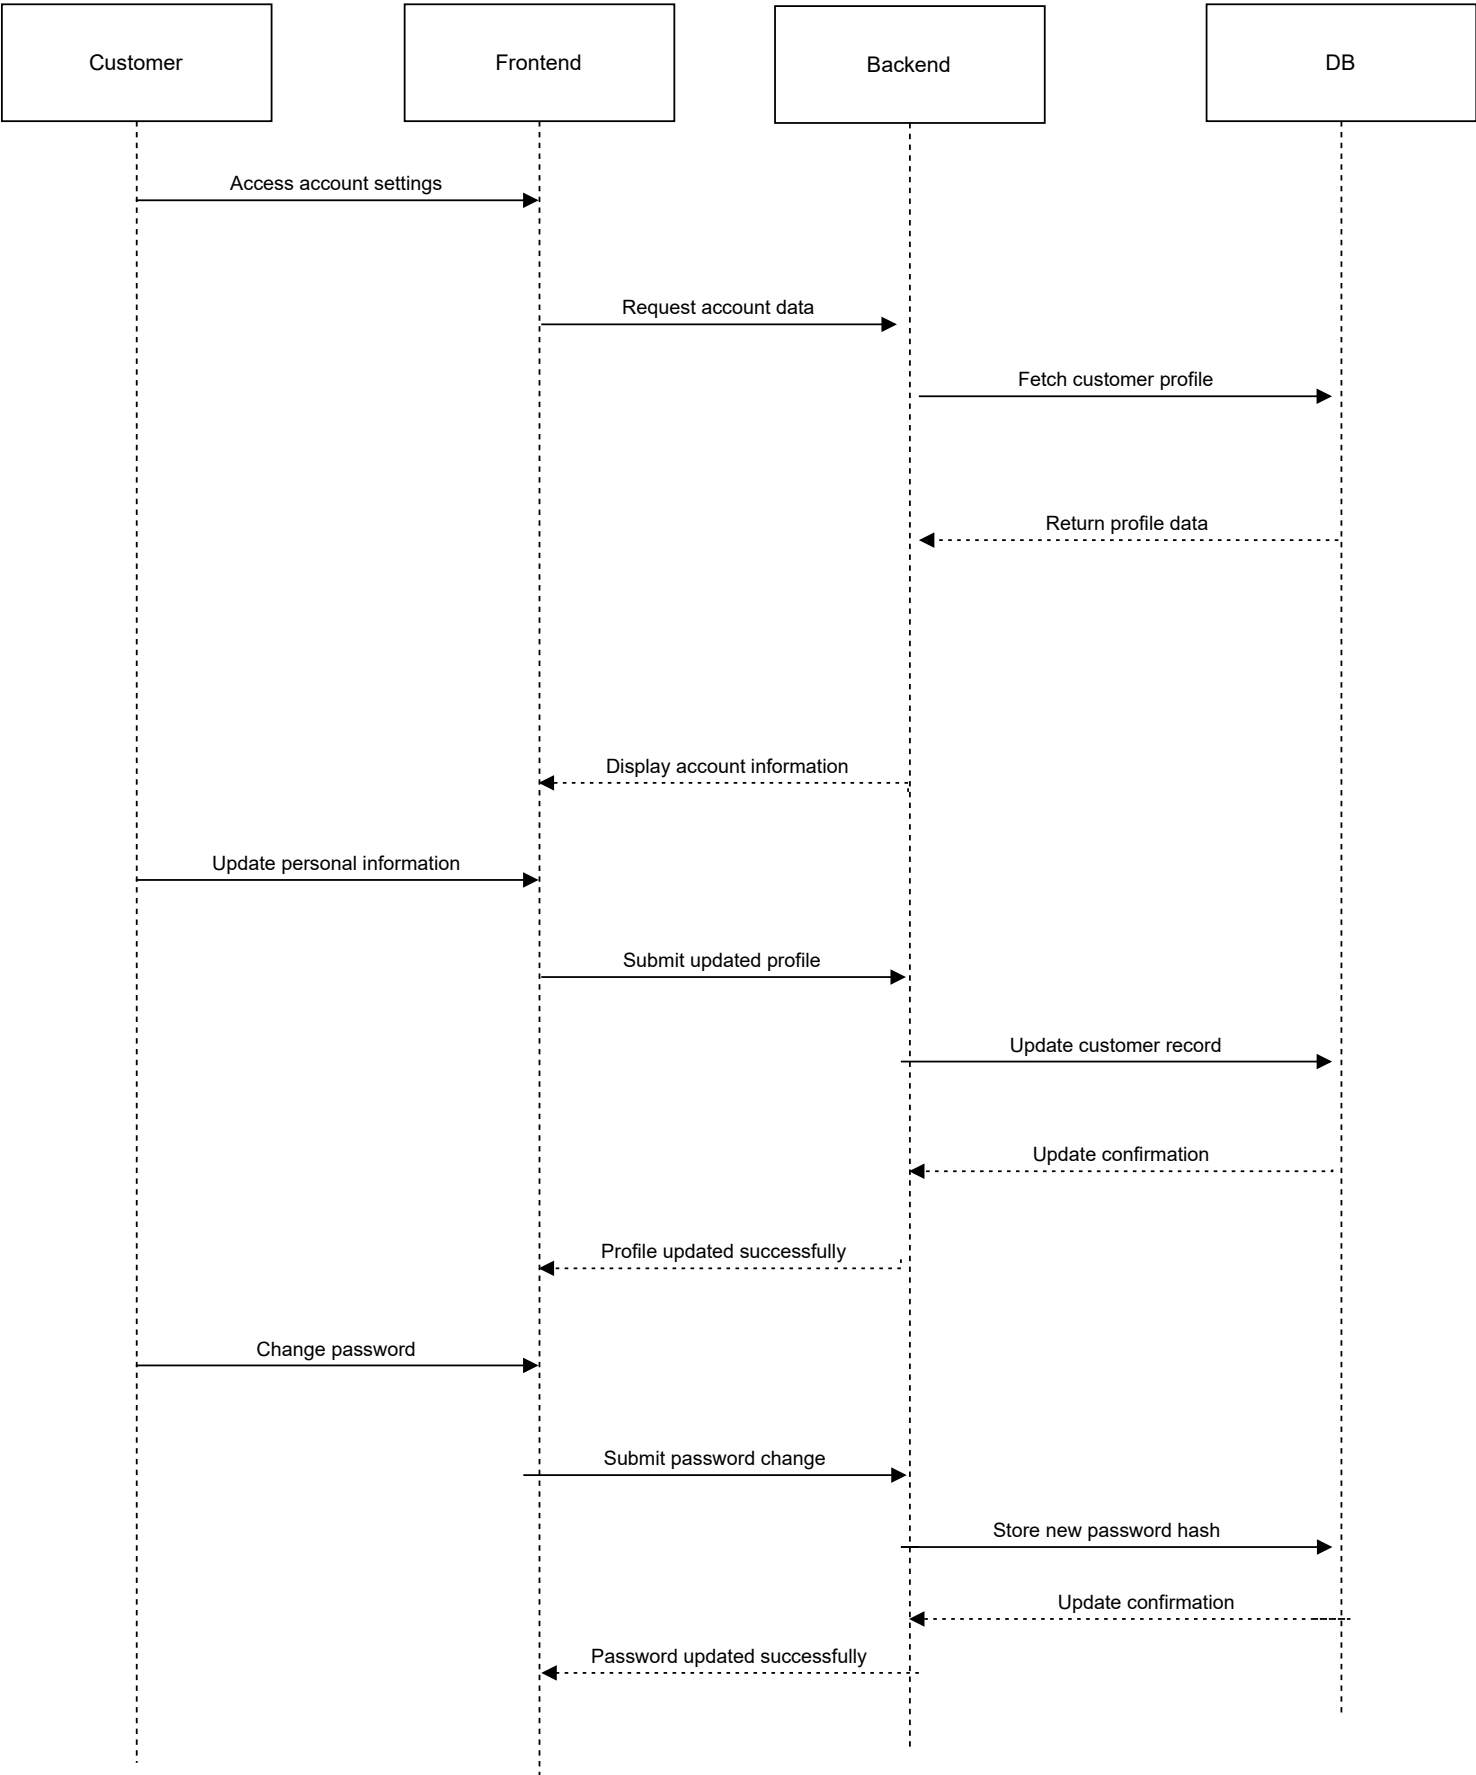 Customer
Frontend
Backend
DB
Access account settings
Request account data
Fetch customer profile
Return profile data
Display account information
Update personal information
Submit updated profile
Update customer record
Update confirmation
Profile updated successfully
Change password
Submit password change
Store new password hash
Update confirmation
Password updated successfully